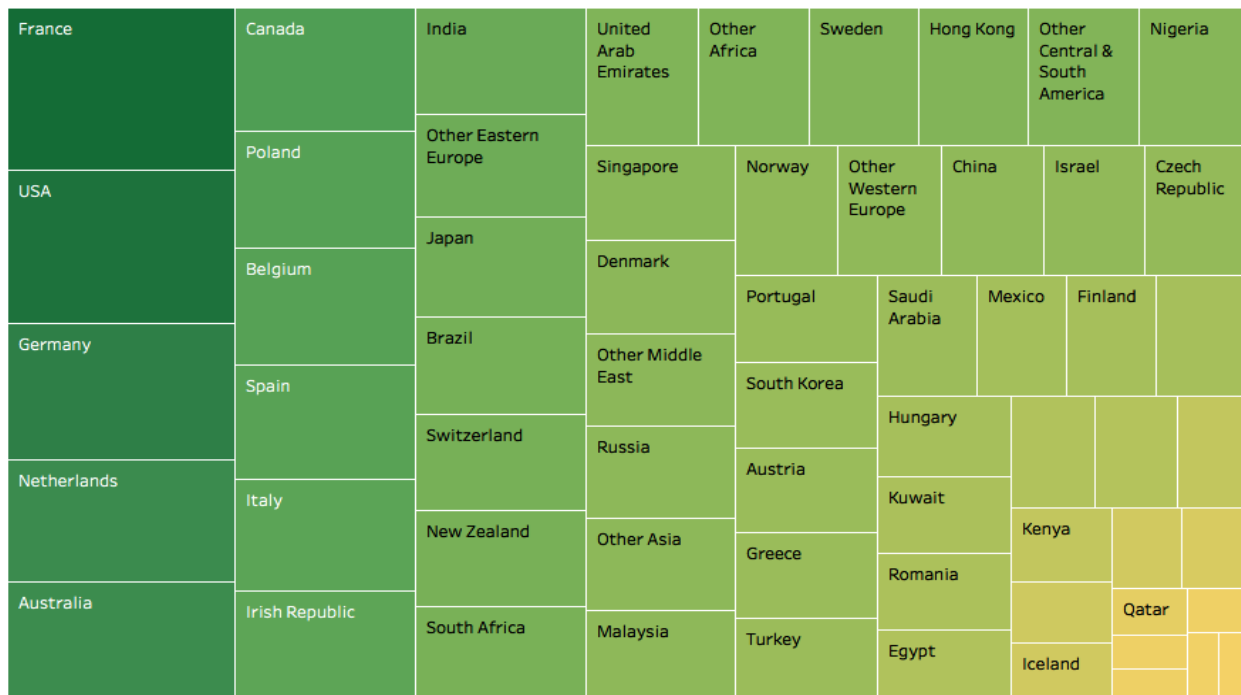 France
USA
Germany
Netherlands
Australia
Canada
Poland
Belgium
Spain
Italy
Irish Republic
India
Other Eastern
Europe
Japan
Brazil
Switzerland
New Zealand
South Africa
United
Arab
Emirates
Other
Africa
Sweden
Hong Kong
Other
Central &
South
America
Nigeria
Singapore
Denmark
Other Middle
East
Russia
Other Asia
Malaysia
Norway
Other
Western
Europe
China
Israel
Czech
Republic
Portugal
South Korea
Austria
Greece
Turkey
Saudi
Arabia
Mexico
Finland
Hungary
Kuwait
Romania
Egypt
Kenya
Iceland
Qatar